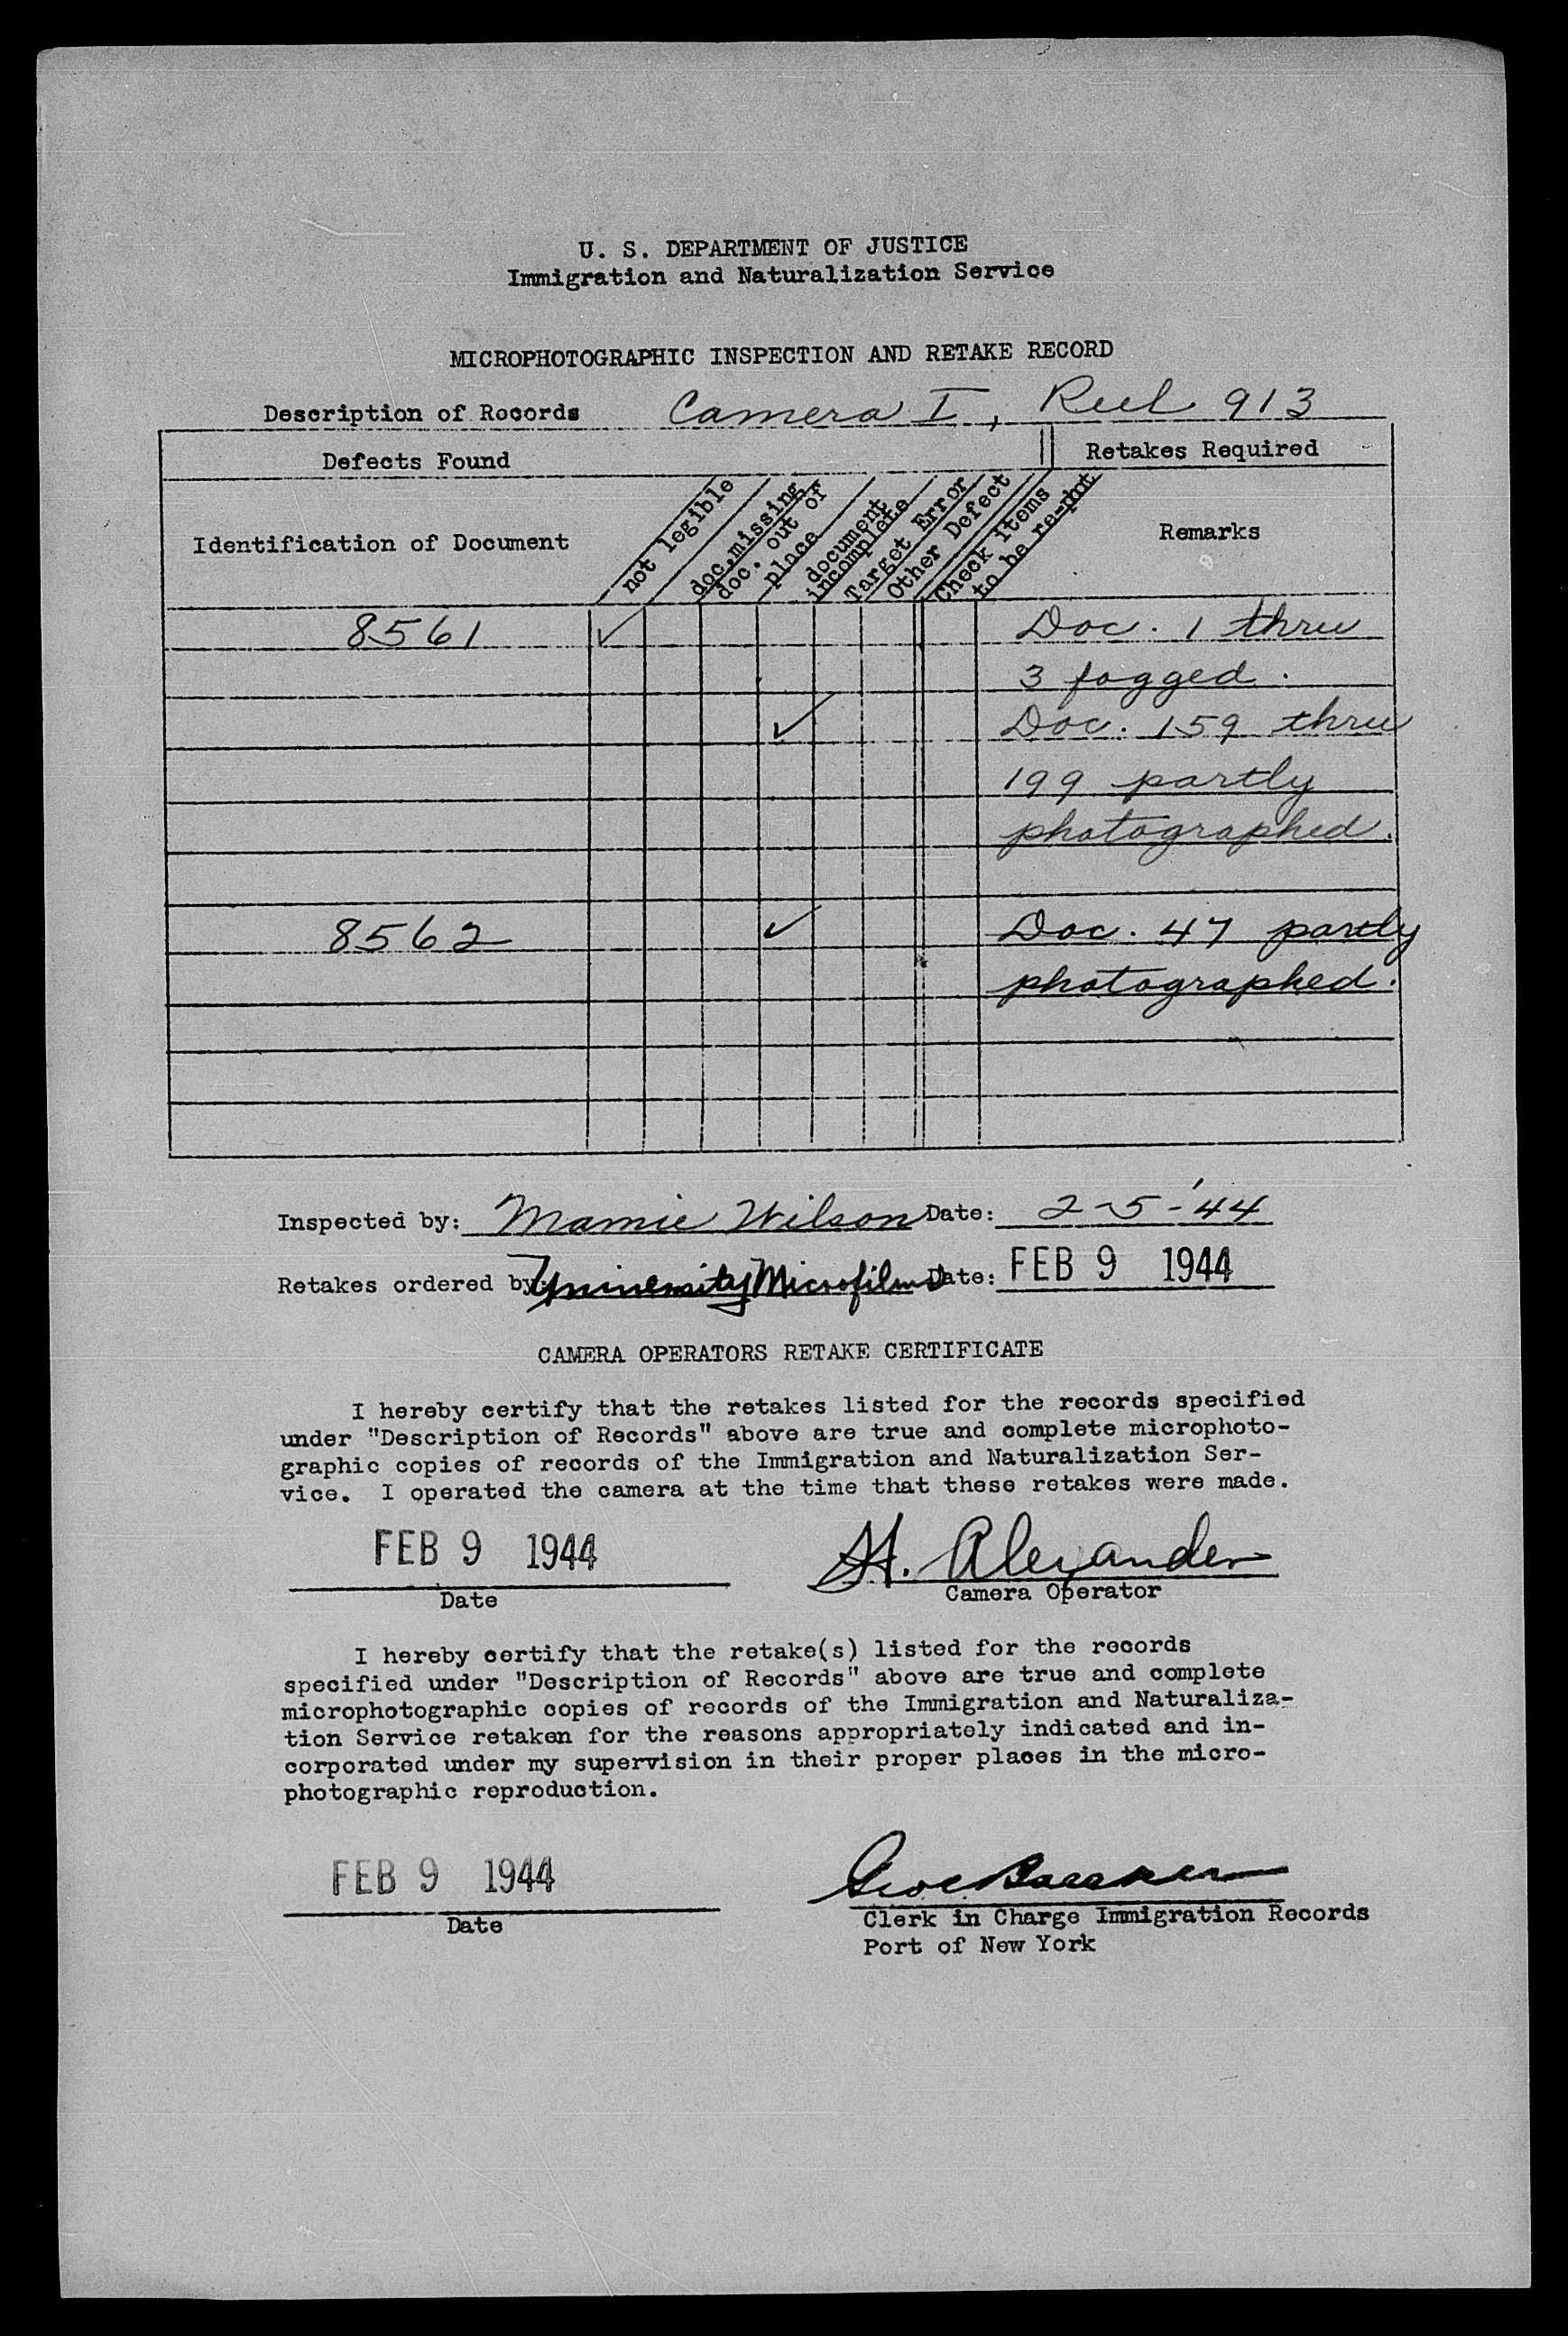 U. S. DEPARTMENT OF JUSTICE
Immigration and Naturalization Service
MICROPHOTOGRAPHIC INSPECTION AND RETAKE RECORD
Description of Records Camera I, Reel 913
Defects Found Retakes Required
Identification of Document not legible doc. missing doc. out of place document incomplete Target Error Other Defect Check items to be re-phot Remarks
8561 ✓ Doc. 1 thru
3 fogged.
✓ Doc. 159 thru
199 partly
photographed.
8562 ✓ Doc. 47 partly
photographed.
Inspected by: Mamie Wilson Date: 2-5-'44
Retakes ordered by: University Microfilms Date: FEB 9 1944
CAMERA OPERATORS RETAKE CERTIFICATE
I hereby certify that the retakes listed for the records specified
under "Description of Records" above are true and complete microphoto-
graphic copies of records of the Immigration and Naturalization Ser-
vice. I operated the camera at the time that these retakes were made.
FEB 9 1944 H. Alexander
Date Camera Operator
I hereby certify that the retake(s) listed for the records
specified under "Description of Records" above are true and complete
microphotographic copies of records of the Immigration and Naturaliza-
tion Service retaken for the reasons appropriately indicated and in-
corporated under my supervision in their proper places in the micro-
photographic reproduction.
FEB 9 1944
Date Clerk in Charge Immigration Records
Port of New York